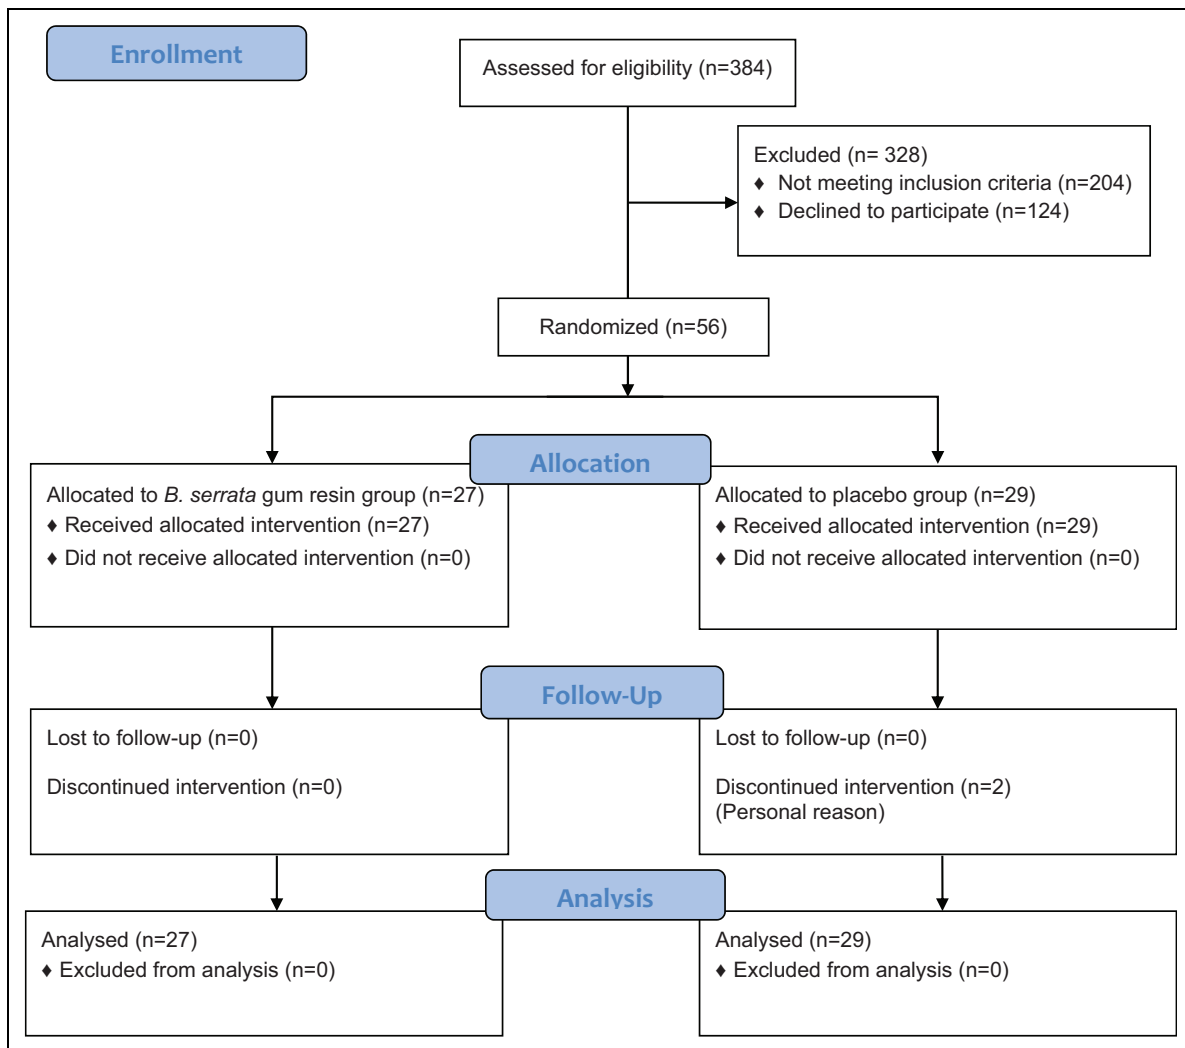 Enrollment
Assessed for eligibility (n=384)
Excluded (n= 328)
♦ Not meeting inclusion criteria (n=204)
♦ Declined to participate (n=124)
Randomized (n=56)
Allocation
Allocated to B. serrata gum resin group (n=27)
♦ Received allocated intervention (n=27)
♦ Did not receive allocated intervention (n=0)
Allocated to placebo group (n=29)
♦ Received allocated intervention (n=29)
♦ Did not receive allocated intervention (n=0)
Follow-Up
Lost to follow-up (n=0)
Discontinued intervention (n=0)
Lost to follow-up (n=0)
Discontinued intervention (n=2)
(Personal reason)
Analysis
Analysed (n=27)
♦ Excluded from analysis (n=0)
Analysed (n=29)
♦ Excluded from analysis (n=0)